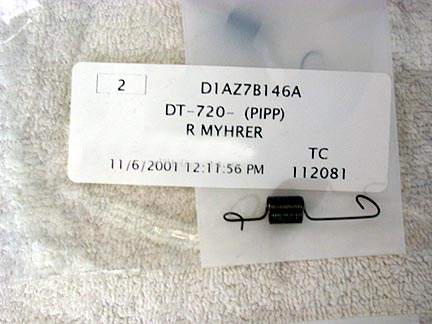 2 D1AZ7B146A
DT-720- (PIPP)
R MYHRER
TC
11/6/2001 12:11:56 PM 112081